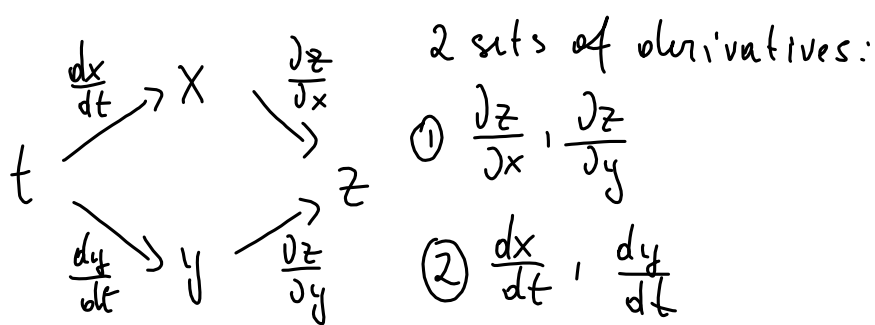 2 sets of derivatives:
dx/dt x ∂z/∂x
① ∂z/∂x , ∂z/∂y
t z
dy/dt y ∂z/∂y
② dx/dt , dy/dt